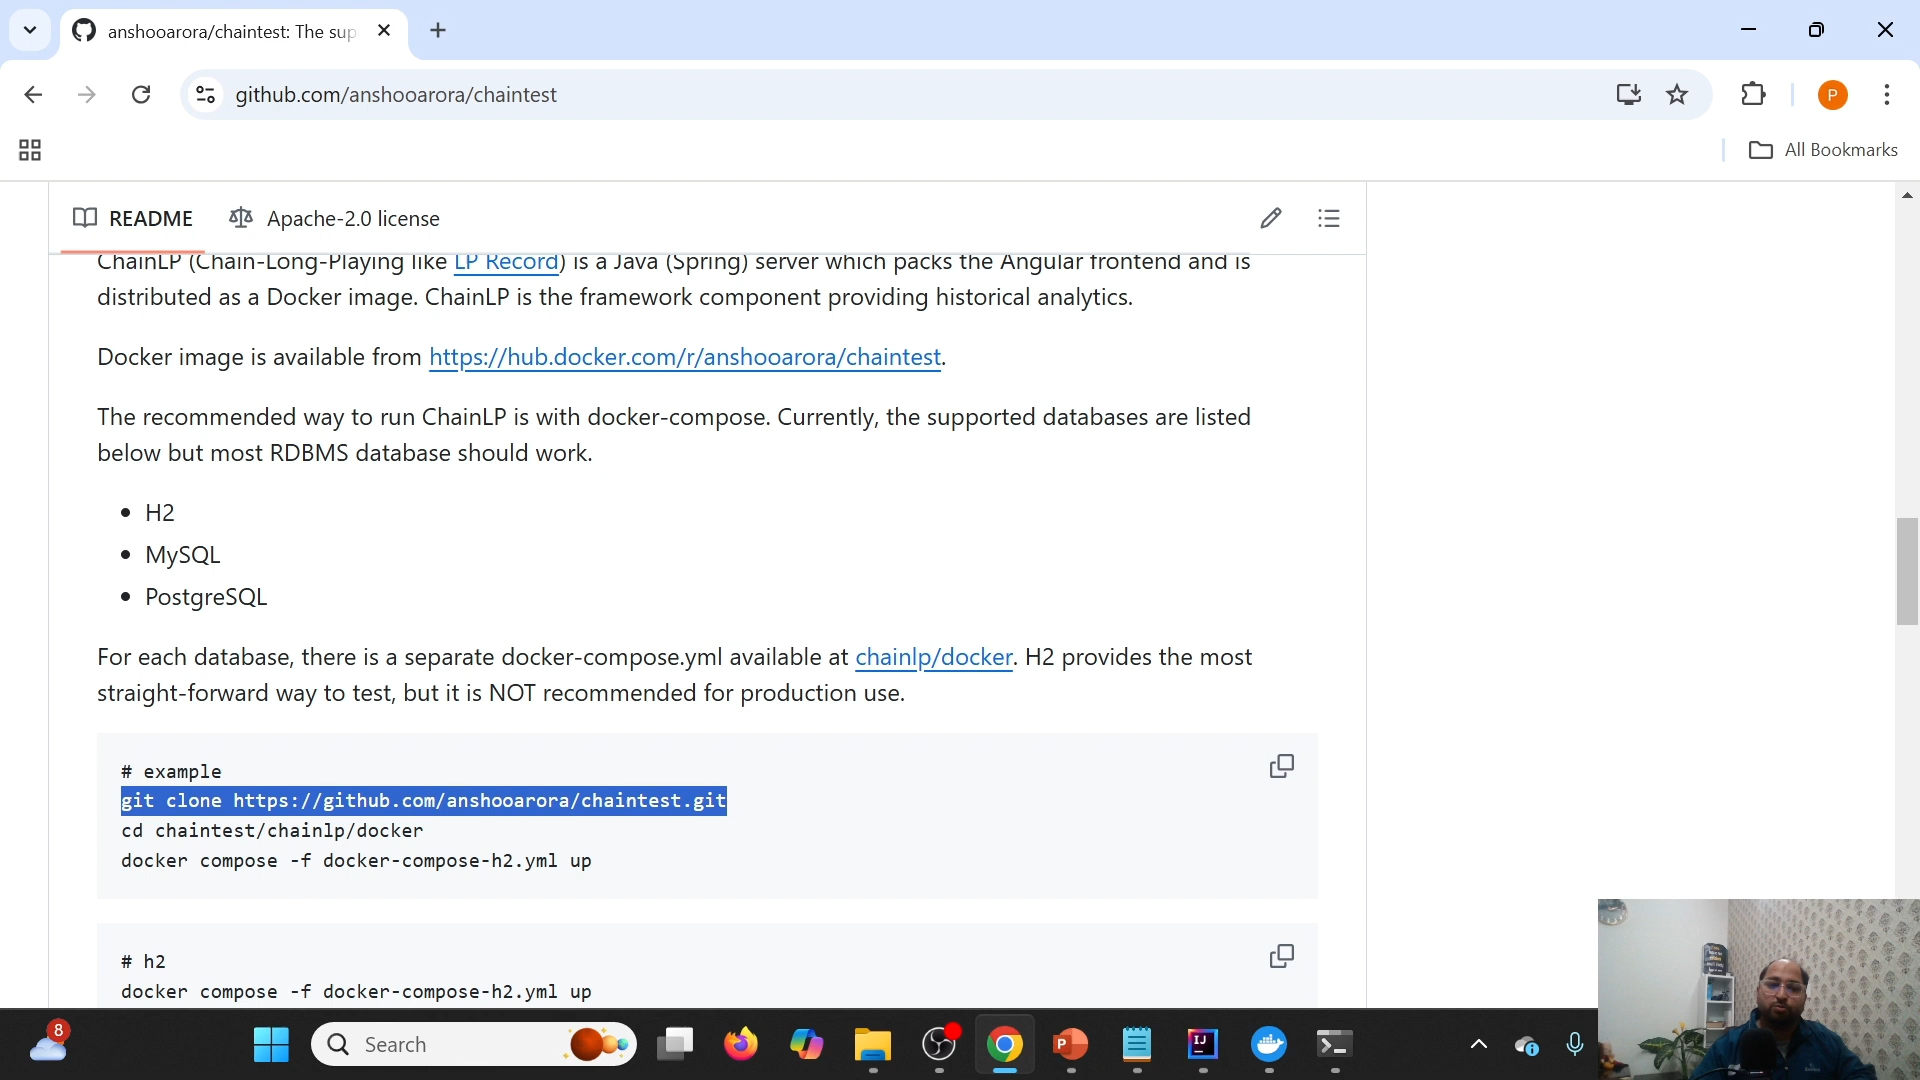 anshooarora/chaintest: The sup
github.com/anshooarora/chaintest
P
All Bookmarks
README
Apache-2.0 license
ChainLP (Chain-Long-Playing like LP Record) is a Java (Spring) server which packs the Angular frontend and is
distributed as a Docker image. ChainLP is the framework component providing historical analytics.
Docker image is available from https://hub.docker.com/r/anshooarora/chaintest.
The recommended way to run ChainLP is with docker-compose. Currently, the supported databases are listed
below but most RDBMS database should work.
• H2
• MySQL
• PostgreSQL
For each database, there is a separate docker-compose.yml available at chainlp/docker. H2 provides the most
straight-forward way to test, but it is NOT recommended for production use.
# example
git clone https://github.com/anshooarora/chaintest.git
cd chaintest/chainlp/docker
docker compose -f docker-compose-h2.yml up
# h2
docker compose -f docker-compose-h2.yml up
8
Search
P
IJ